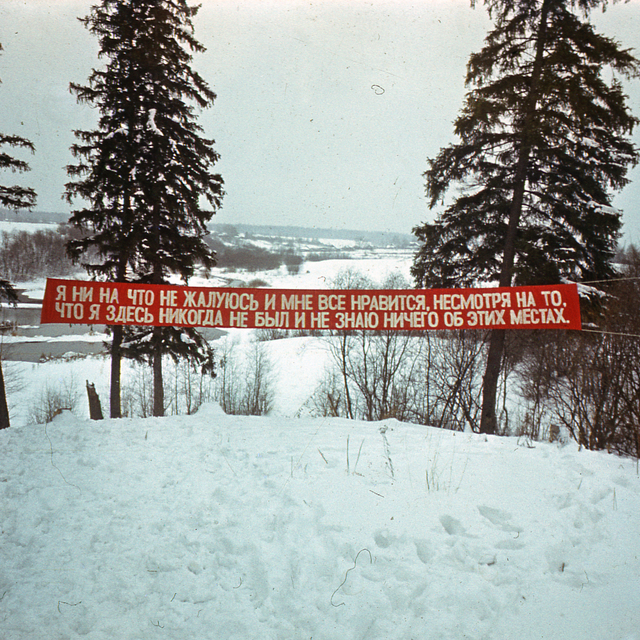 Я НИ НА ЧТО НЕ ЖАЛУЮСЬ И МНЕ ВСЕ НРАВИТСЯ, НЕСМОТРЯ НА ТО,
ЧТО Я ЗДЕСЬ НИКОГДА НЕ БЫЛ И НЕ ЗНАЮ НИЧЕГО ОБ ЭТИХ МЕСТАХ.